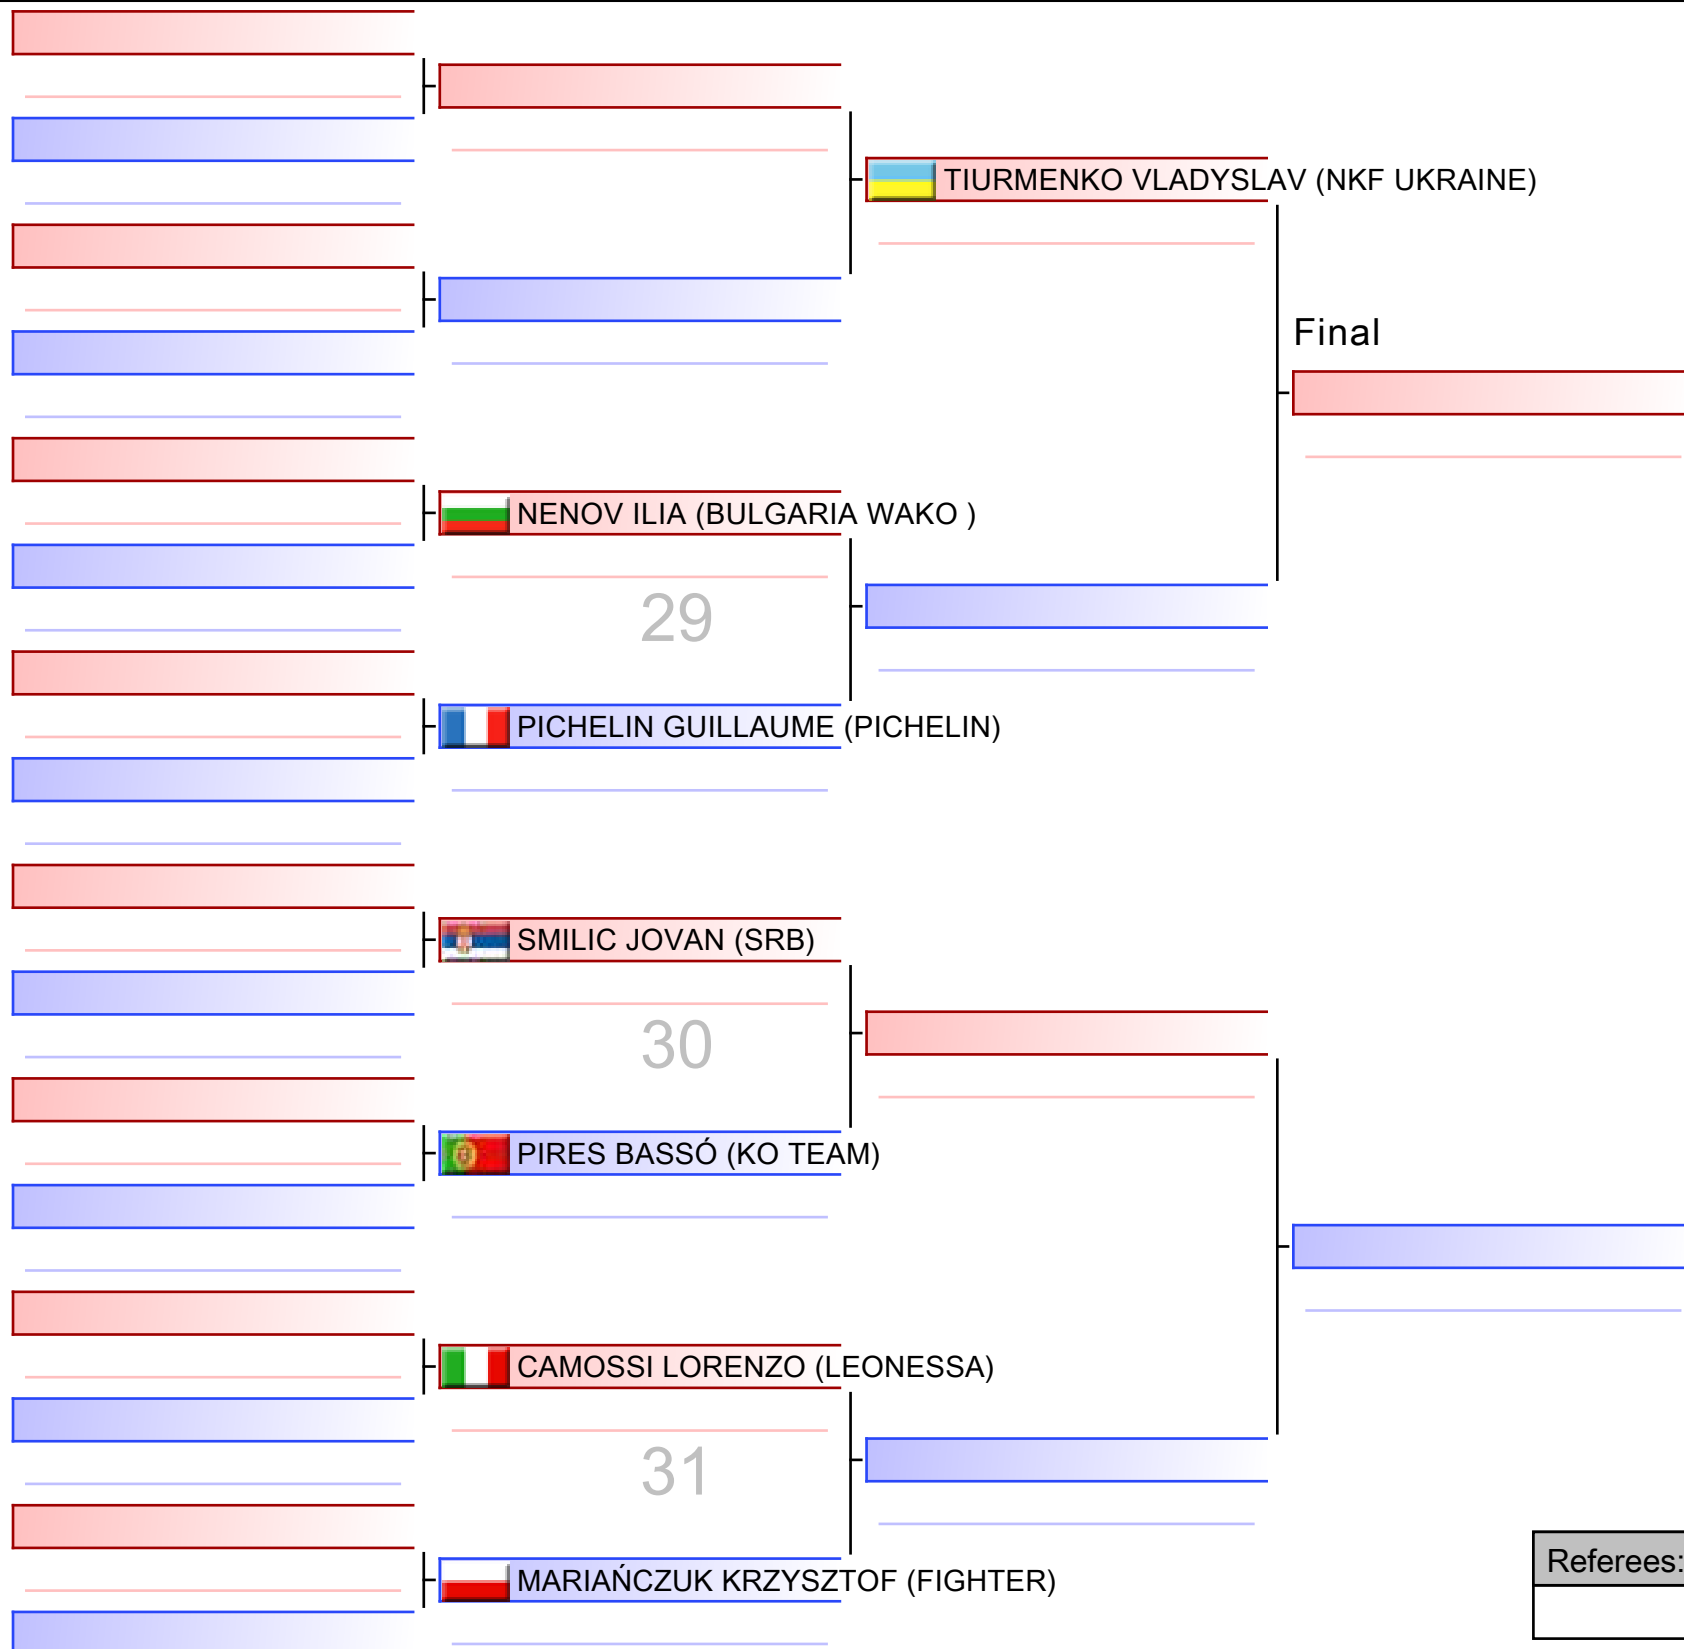 TIURMENKO VLADYSLAV (NKF UKRAINE)
Final
NENOV ILIA (BULGARIA WAKO )
29
PICHELIN GUILLAUME (PICHELIN)
SMILIC JOVAN (SRB)
30
PIRES BASSÓ (KO TEAM)
CAMOSSI LORENZO (LEONESSA)
31
MARIAŃCZUK KRZYSZTOF (FIGHTER)
Referees: